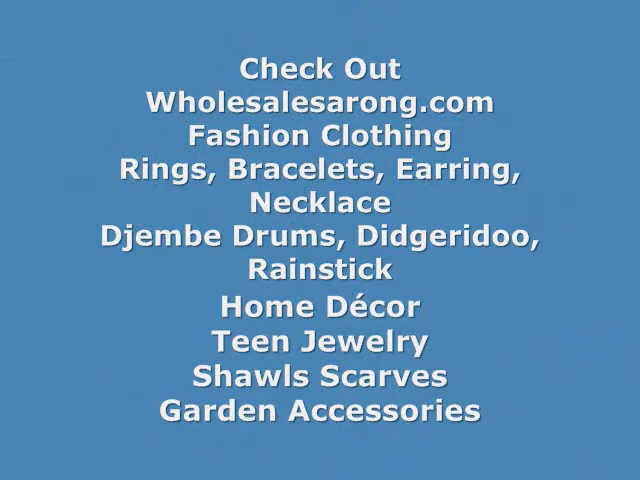 Check Out
Wholesalesarong.com
Fashion Clothing
Rings, Bracelets, Earring,
Necklace
Djembe Drums, Didgeridoo,
Rainstick
Home Décor
Teen Jewelry
Shawls Scarves
Garden Accessories